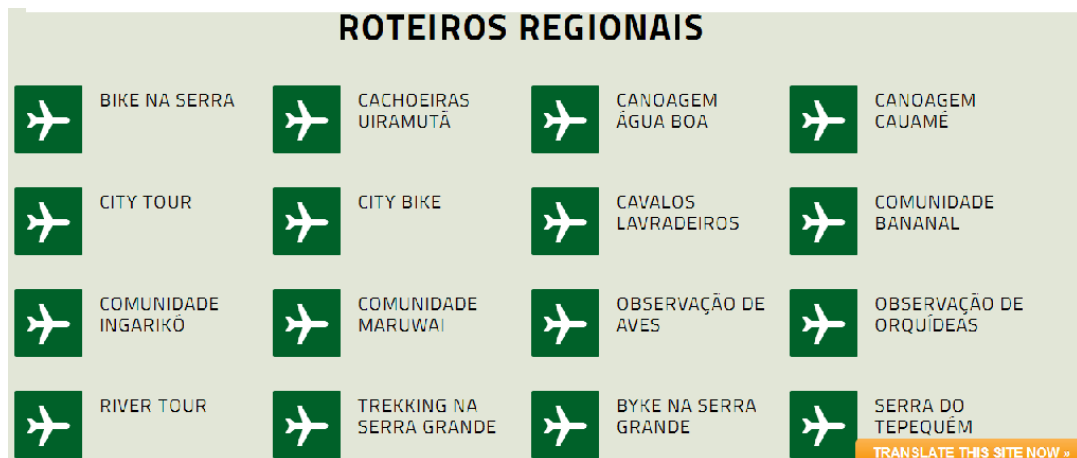 ROTEIROS REGIONAIS
BIKE NA SERRA
CACHOEIRAS
UIRAMUTÃ
CANOAGEM
ÁGUA BOA
CANOAGEM
CAUAMÉ
CITY TOUR
CITY BIKE
CAVALOS
LAVRADEIROS
COMUNIDADE
BANANAL
COMUNIDADE
INGARIKÓ
COMUNIDADE
MARUWAI
OBSERVAÇÃO DE
AVES
OBSERVAÇÃO DE
ORQUÍDEAS
RIVER TOUR
TREKKING NA
SERRA GRANDE
BYKE NA SERRA
GRANDE
SERRA DO
TEPEQUÉM
TRANSLATE THIS SITE NOW »